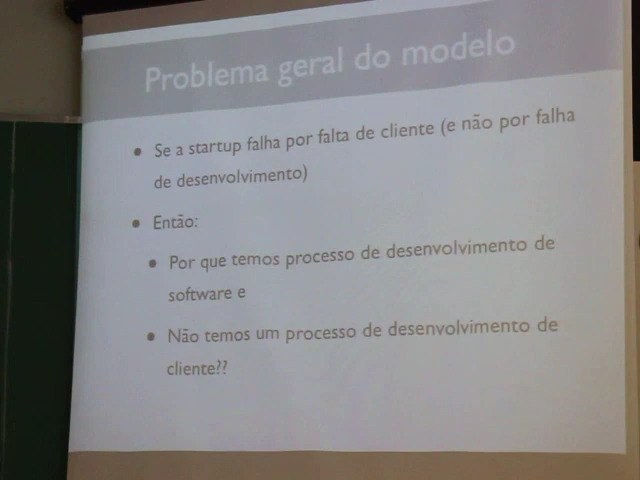 Problema geral do modelo
• Se a startup falha por falta de cliente (e não por falha
de desenvolvimento)
• Então:
• Por que temos processo de desenvolvimento de
software e
• Não temos um processo de desenvolvimento de
cliente??